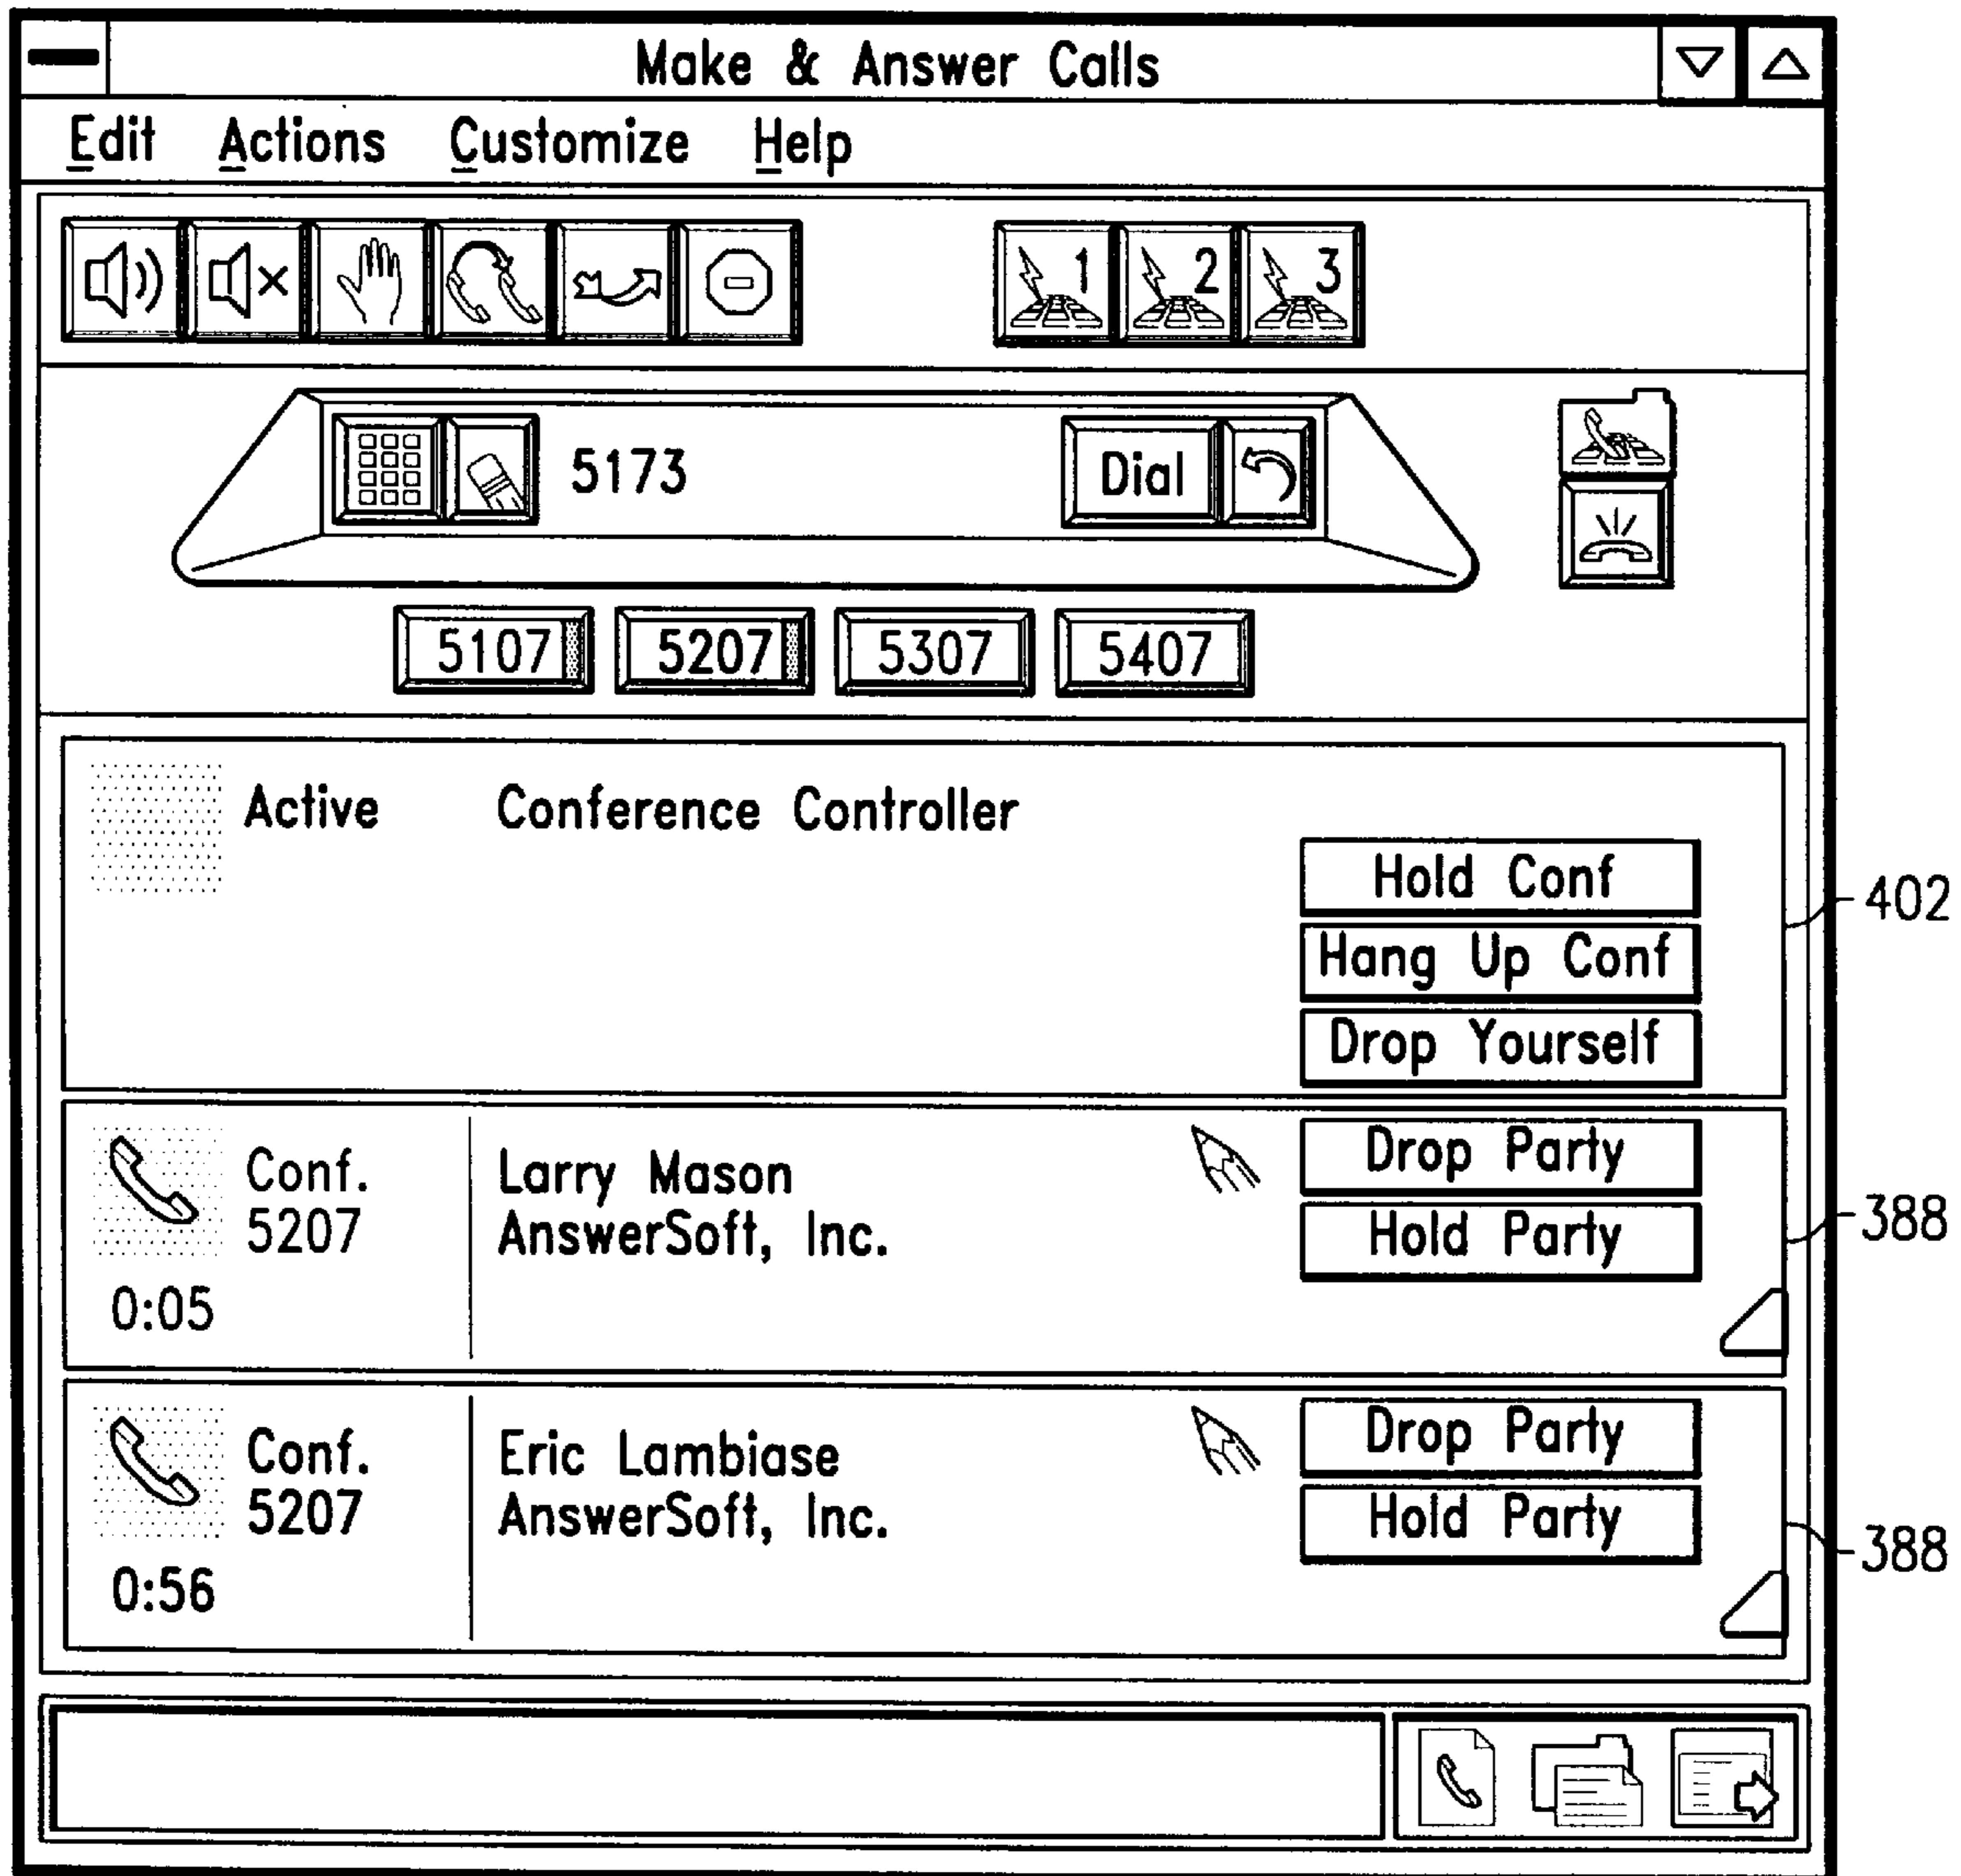 Make & Answer Calls
Edit Actions Customize Help
1 2 3
5173 Dial
5107 5207 5307 5407
Active Conference Controller
Hold Conf
402
Hang Up Conf
Drop Yourself
Conf. Larry Mason Drop Party
5207 AnswerSoft, Inc. Hold Party
388
0:05
Conf. Eric Lambiase Drop Party
5207 AnswerSoft, Inc. Hold Party
388
0:56